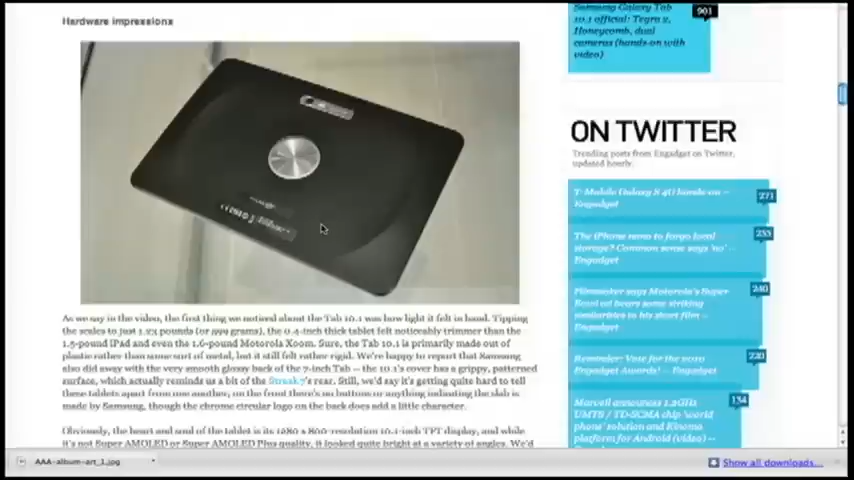 Hardware impressions
As we say in the video, the first thing we noticed about the Tab 10.1 was how light it felt in hand. Tipping
the scales to just 1.23 pounds (or 599 grams), the 0.4-inch thick tablet felt noticeably trimmer than the
1.5-pound iPad and even the 1.6-pound Motorola Xoom. Sure, the Tab 10.1 is primarily made out of
plastic rather than some sort of metal, but it still felt rather rigid. We're happy to report that Samsung
also did away with the very smooth glossy back of the 7-inch Tab -- the 10.1's cover has a grippy, patterned
surface, which actually reminds us a bit of the Streak 7's rear. Still, we'd say it's getting quite hard to tell
these tablets apart from one another; on the front there's no button or anything indicating the slab is
made by Samsung, though the chrome circular logo on the back does add a little character.
Obviously, the heart and soul of the tablet is its 1280 x 800-resolution 10.1-inch TFT display, and while
it's not Super AMOLED or Super AMOLED Plus quality, it looked quite bright at a variety of angles. We'd
Samsung Galaxy Tab
10.1 official: Tegra 2,
Honeycomb, dual
cameras (hands-on with
video)
901
ON TWITTER
Trending posts from Engadget on Twitter,
updated hourly.
T-Mobile Galaxy S 4G hands-on --
Engadget
271
The iPhone nano to forgo local
storage? Common sense says 'no' --
Engadget
255
Filmmaker says Motorola's Super
Bowl ad bears some striking
similarities to his short film --
Engadget
240
Reminder: Vote for the 2010
Engadget Awards! -- Engadget
220
Marvell announces 1.2GHz
UMTS / TD-SCMA chip 'world
phone' solution and Kinoma
platform for Android (video) --
134
AAA-album-art_1.jpg
Show all downloads...